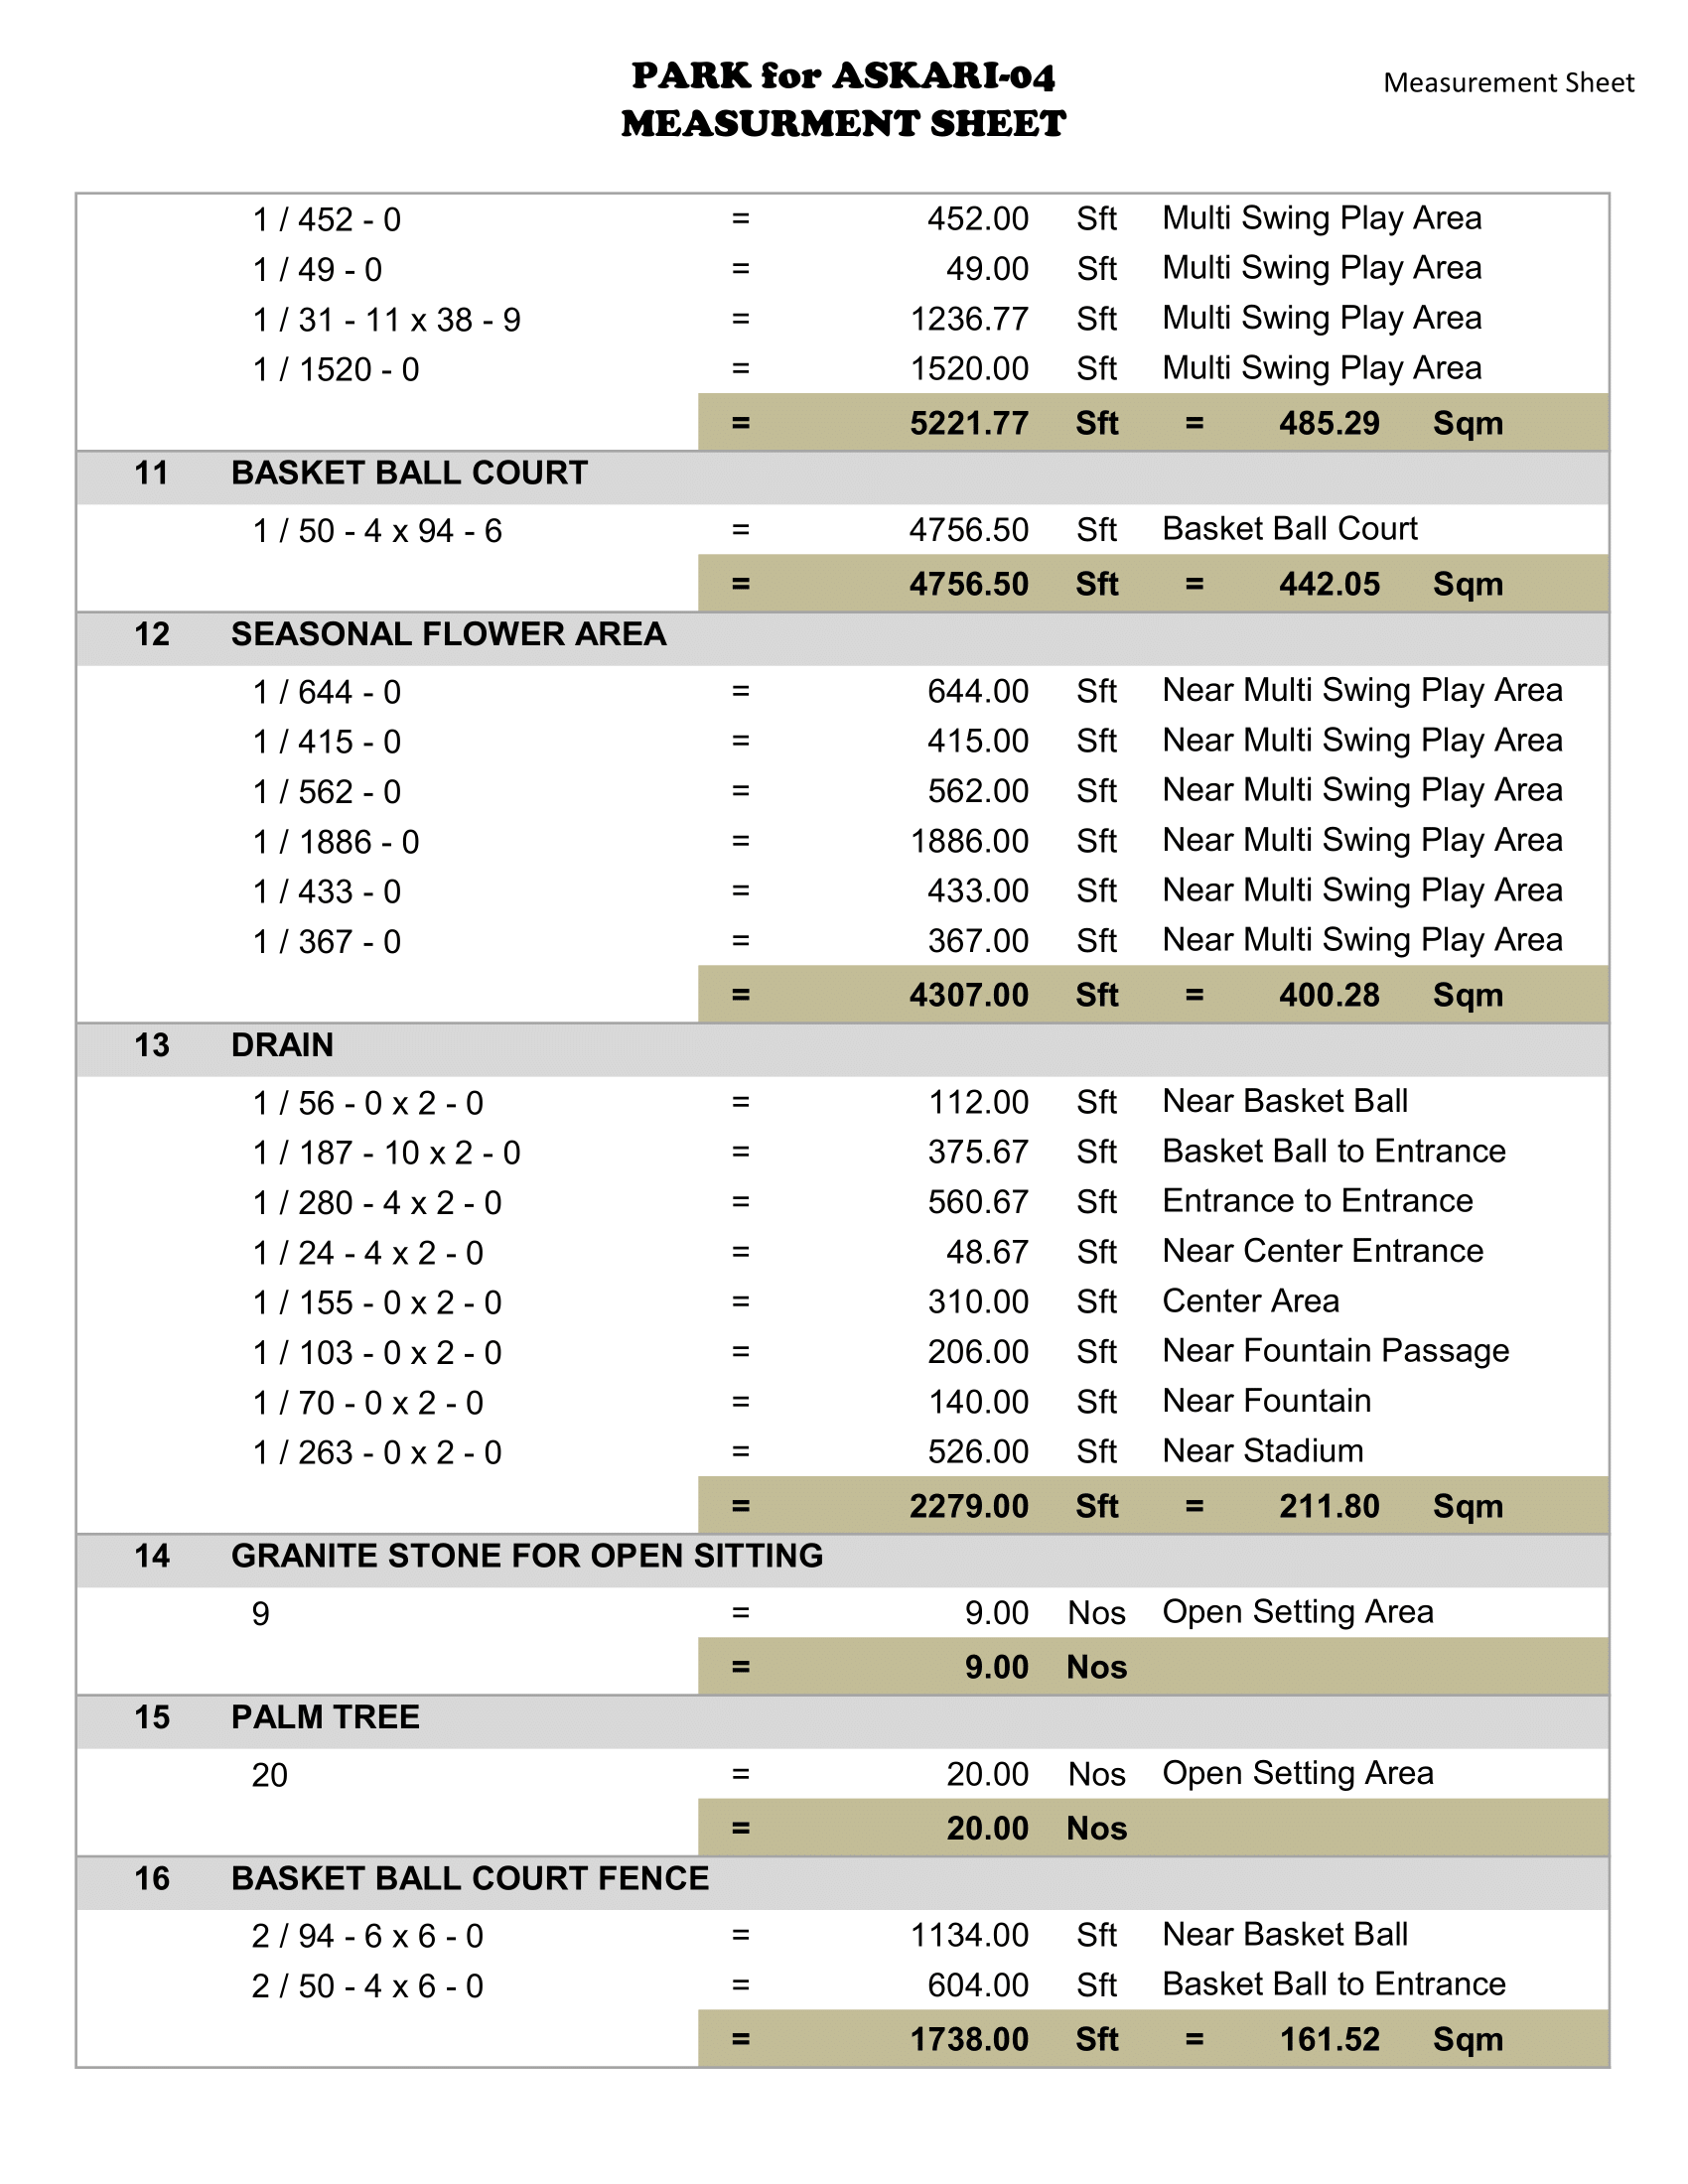 PARK for ASKARI-04
MEASURMENT SHEET
Measurement Sheet
1 / 452 - 0 = 452.00 Sft Multi Swing Play Area
1 / 49 - 0 = 49.00 Sft Multi Swing Play Area
1 / 31 - 11 x 38 - 9 = 1236.77 Sft Multi Swing Play Area
1 / 1520 - 0 = 1520.00 Sft Multi Swing Play Area
= 5221.77 Sft = 485.29 Sqm
11 BASKET BALL COURT
1 / 50 - 4 x 94 - 6 = 4756.50 Sft Basket Ball Court
= 4756.50 Sft = 442.05 Sqm
12 SEASONAL FLOWER AREA
1 / 644 - 0 = 644.00 Sft Near Multi Swing Play Area
1 / 415 - 0 = 415.00 Sft Near Multi Swing Play Area
1 / 562 - 0 = 562.00 Sft Near Multi Swing Play Area
1 / 1886 - 0 = 1886.00 Sft Near Multi Swing Play Area
1 / 433 - 0 = 433.00 Sft Near Multi Swing Play Area
1 / 367 - 0 = 367.00 Sft Near Multi Swing Play Area
= 4307.00 Sft = 400.28 Sqm
13 DRAIN
1 / 56 - 0 x 2 - 0 = 112.00 Sft Near Basket Ball
1 / 187 - 10 x 2 - 0 = 375.67 Sft Basket Ball to Entrance
1 / 280 - 4 x 2 - 0 = 560.67 Sft Entrance to Entrance
1 / 24 - 4 x 2 - 0 = 48.67 Sft Near Center Entrance
1 / 155 - 0 x 2 - 0 = 310.00 Sft Center Area
1 / 103 - 0 x 2 - 0 = 206.00 Sft Near Fountain Passage
1 / 70 - 0 x 2 - 0 = 140.00 Sft Near Fountain
1 / 263 - 0 x 2 - 0 = 526.00 Sft Near Stadium
= 2279.00 Sft = 211.80 Sqm
14 GRANITE STONE FOR OPEN SITTING
9 = 9.00 Nos Open Setting Area
= 9.00 Nos
15 PALM TREE
20 = 20.00 Nos Open Setting Area
= 20.00 Nos
16 BASKET BALL COURT FENCE
2 / 94 - 6 x 6 - 0 = 1134.00 Sft Near Basket Ball
2 / 50 - 4 x 6 - 0 = 604.00 Sft Basket Ball to Entrance
= 1738.00 Sft = 161.52 Sqm